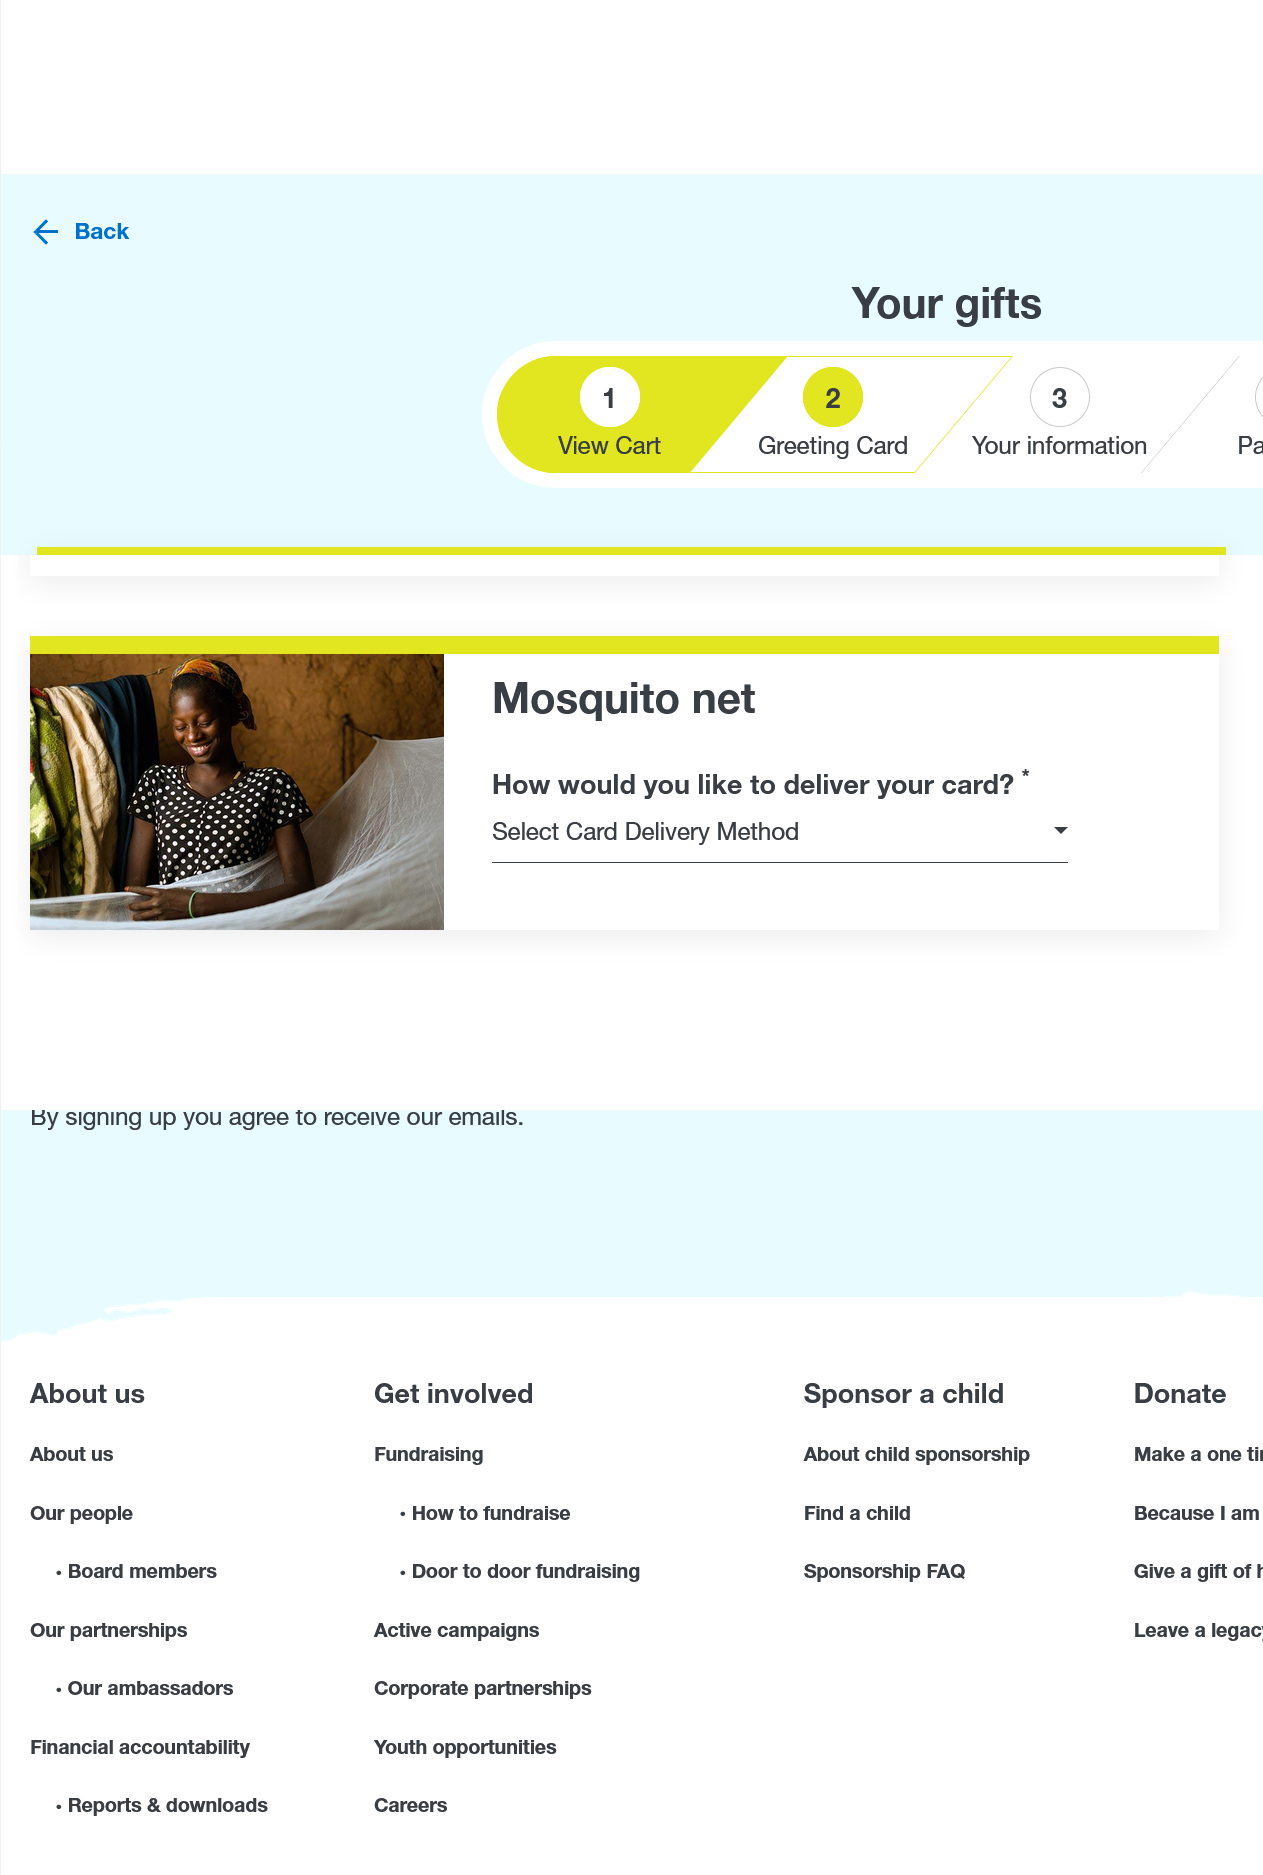 Back
Your gifts
1
View Cart
2
Greeting Card
3
Your information
Pa
Mosquito net
How would you like to deliver your card? *
Select Card Delivery Method
By signing up you agree to receive our emails.
About us
About us
Our people
• Board members
Our partnerships
• Our ambassadors
Financial accountability
• Reports & downloads
Get involved
Fundraising
• How to fundraise
• Door to door fundraising
Active campaigns
Corporate partnerships
Youth opportunities
Careers
Sponsor a child
About child sponsorship
Find a child
Sponsorship FAQ
Donate
Make a one
Because I am
Give a gift of
Leave a